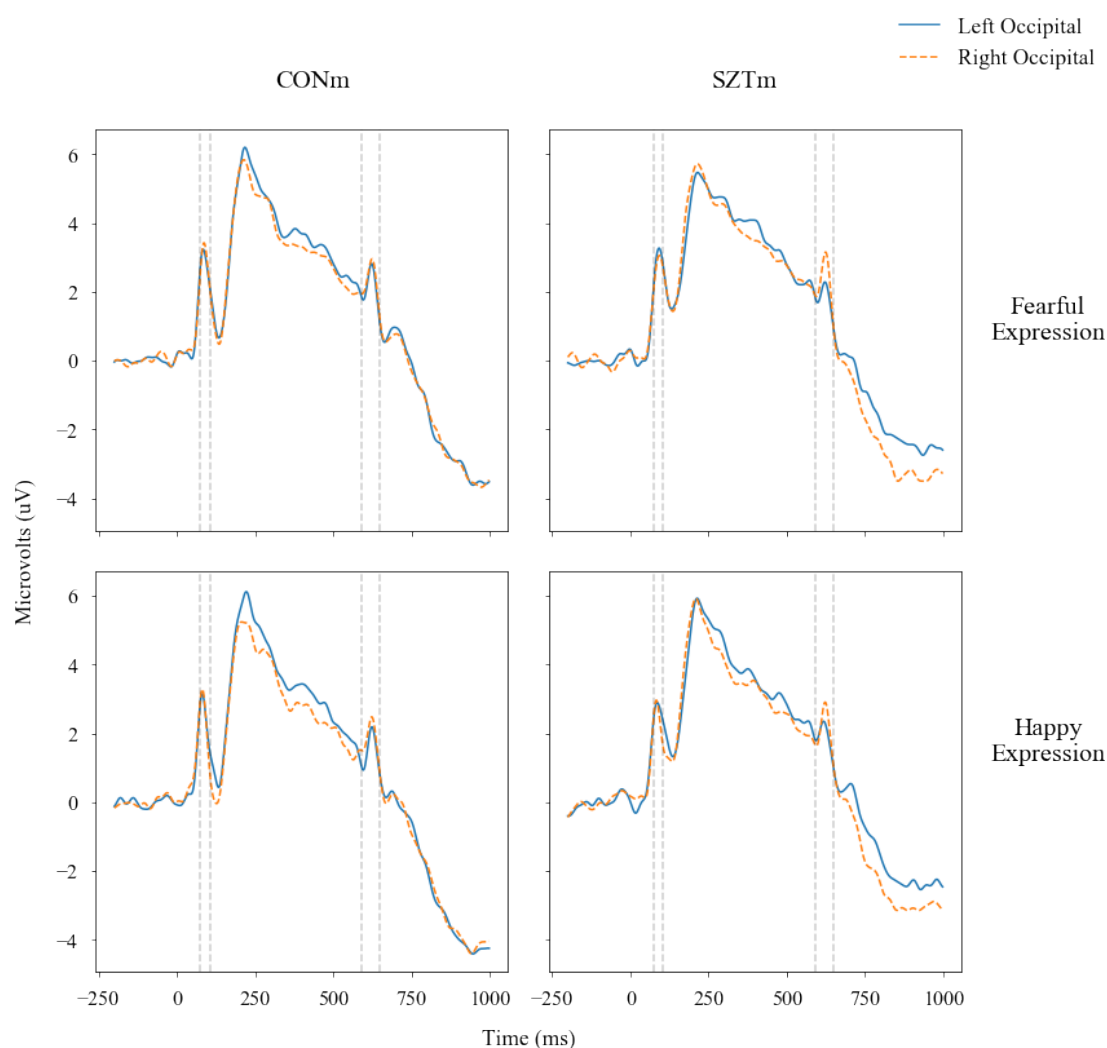 Left Occipital
Right Occipital
CONm
SZTm
6
4
2
0
−2
−4
Fearful
Expression
Microvolts (uV)
6
4
2
0
−2
−4
Happy
Expression
−250
0
250
500
750
1000
−250
0
250
500
750
1000
Time (ms)